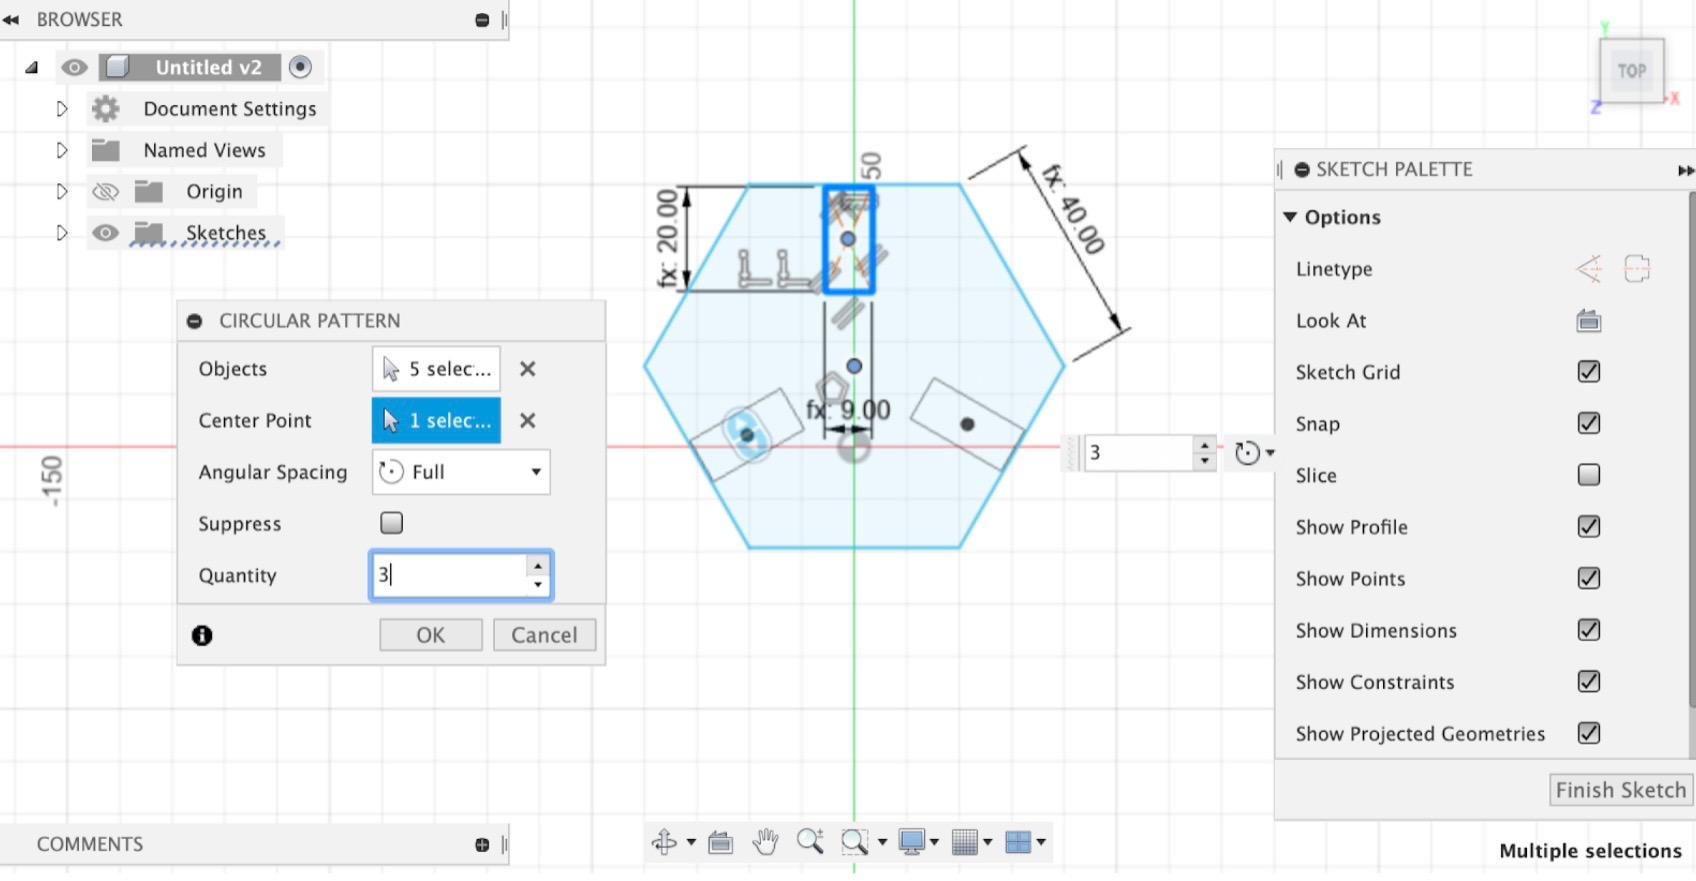 BROWSER
Untitled v2
Document Settings
Named Views
Origin
Sketches
CIRCULAR PATTERN
Objects
5 selec...
Center Point
1 selec...
Angular Spacing
Full
Suppress
Quantity
3
OK
Cancel
COMMENTS
-150
50
fx: 20.00
fx: 40.00
fx: 9.00
3
TOP
Y
X
Z
SKETCH PALETTE
Options
Linetype
Look At
Sketch Grid
Snap
Slice
Show Profile
Show Points
Show Dimensions
Show Constraints
Show Projected Geometries
Finish Sketch
Multiple selections